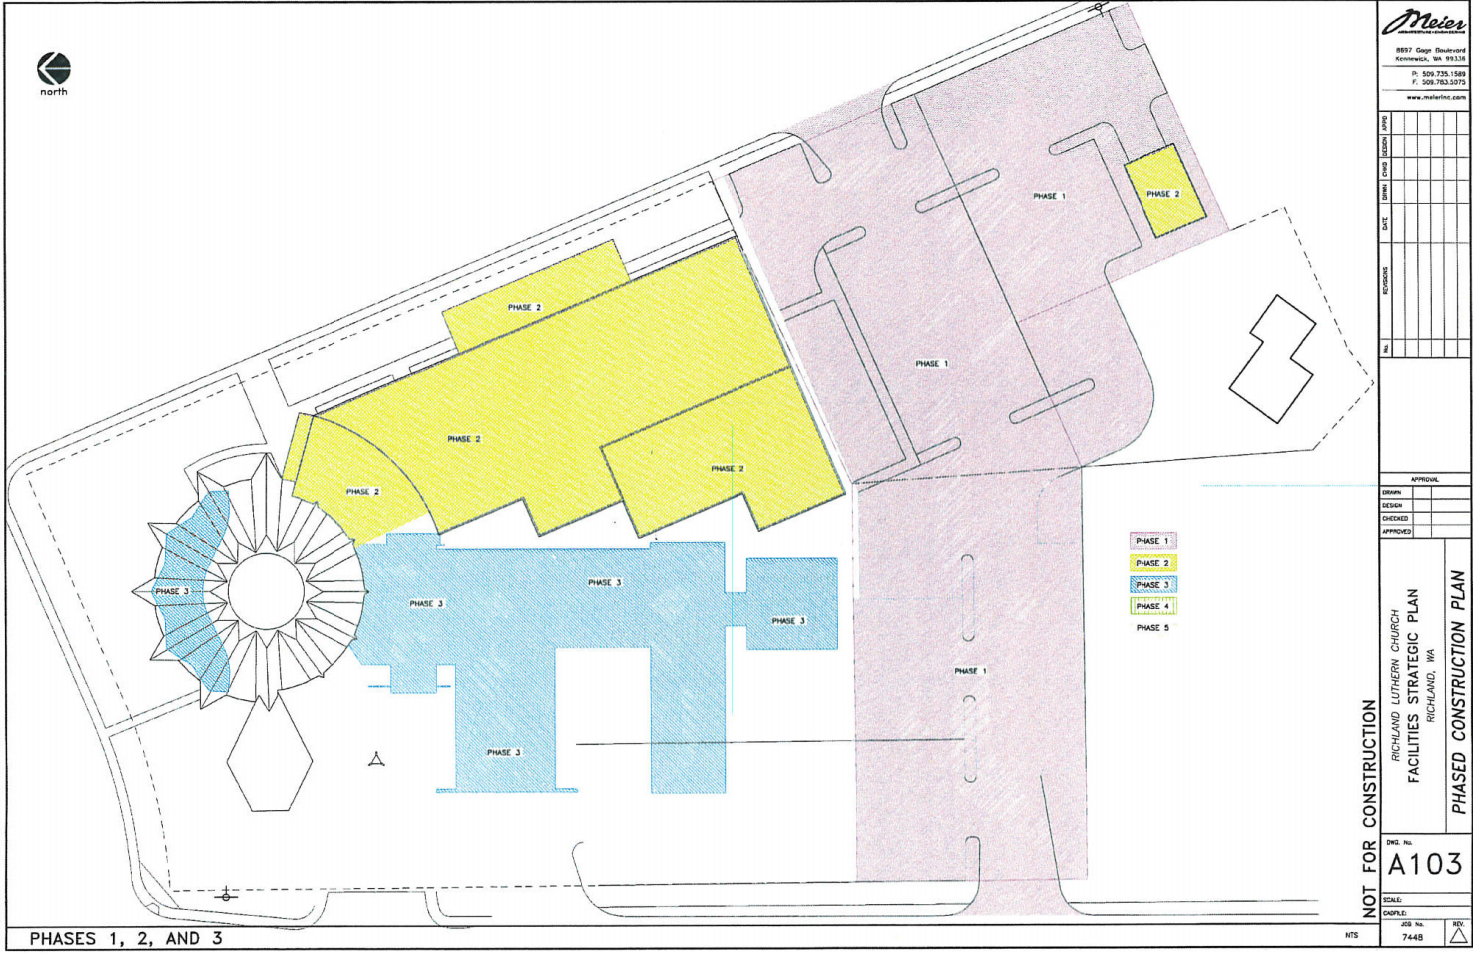 north
PHASE 1
PHASE 2
PHASE 2
PHASE 1
PHASE 2
PHASE 2
PHASE 2
PHASE 3
PHASE 3
PHASE 3
PHASE 3
PHASE 1
PHASE 3
PHASE 1
PHASE 2
PHASE 3
PHASE 4
PHASE 5
PHASES 1, 2, AND 3
NTS
NOT FOR CONSTRUCTION
Meier
ARCHITECTURE • ENGINEERING
8697 Gage Boulevard
Kennewick, WA 99336
P: 509.735.1589
F: 509.783.5075
www.meierinc.com
No.
REVISIONS
DATE
DRWN
CHKD
DESIGN
APPD
APPROVAL
DRAWN
DESIGN
CHECKED
APPROVED
RICHLAND LUTHERN CHURCH
FACILITIES STRATEGIC PLAN
RICHLAND, WA
PHASED CONSTRUCTION PLAN
DWG. No.
A103
SCALE:
CADFILE:
JOB No.
REV.
7448